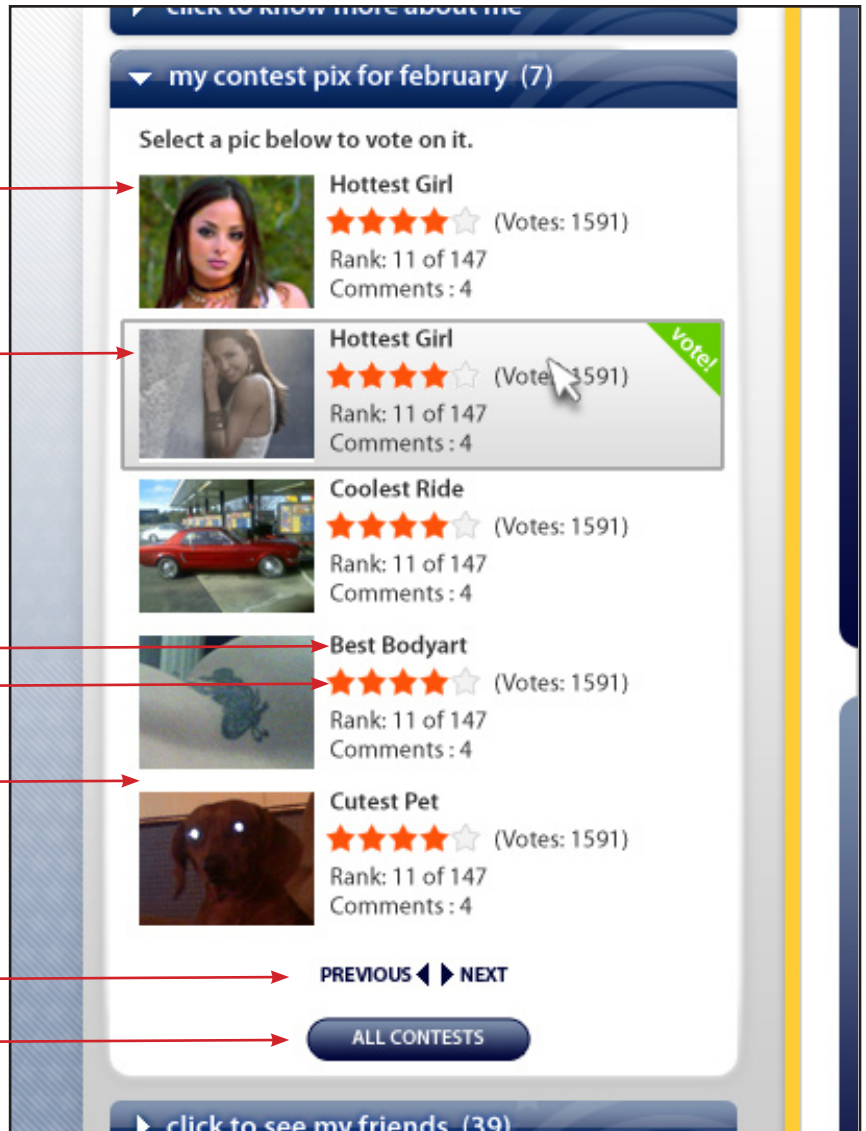 click to know more about me
my contest pix for february (7)
Select a pic below to vote on it.
Hottest Girl
(Votes: 1591)
Rank: 11 of 147
Comments : 4
Hottest Girl
vote!
(Vote 591)
Rank: 11 of 147
Comments : 4
Coolest Ride
(Votes: 1591)
Rank: 11 of 147
Comments : 4
Best Bodyart
(Votes: 1591)
Rank: 11 of 147
Comments : 4
Cutest Pet
(Votes: 1591)
Rank: 11 of 147
Comments : 4
PREVIOUS NEXT
ALL CONTESTS
click to see my friends (39)